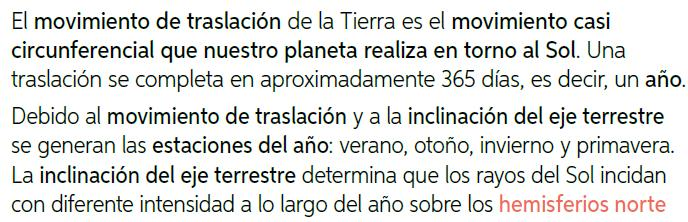 El movimiento de traslación de la Tierra es el movimiento casi
circunferencial que nuestro planeta realiza en torno al Sol. Una
traslación se completa en aproximadamente 365 días, es decir, un año.
Debido al movimiento de traslación y a la inclinación del eje terrestre
se generan las estaciones del año: verano, otoño, invierno y primavera.
La inclinación del eje terrestre determina que los rayos del Sol incidan
con diferente intensidad a lo largo del año sobre los hemisferios norte